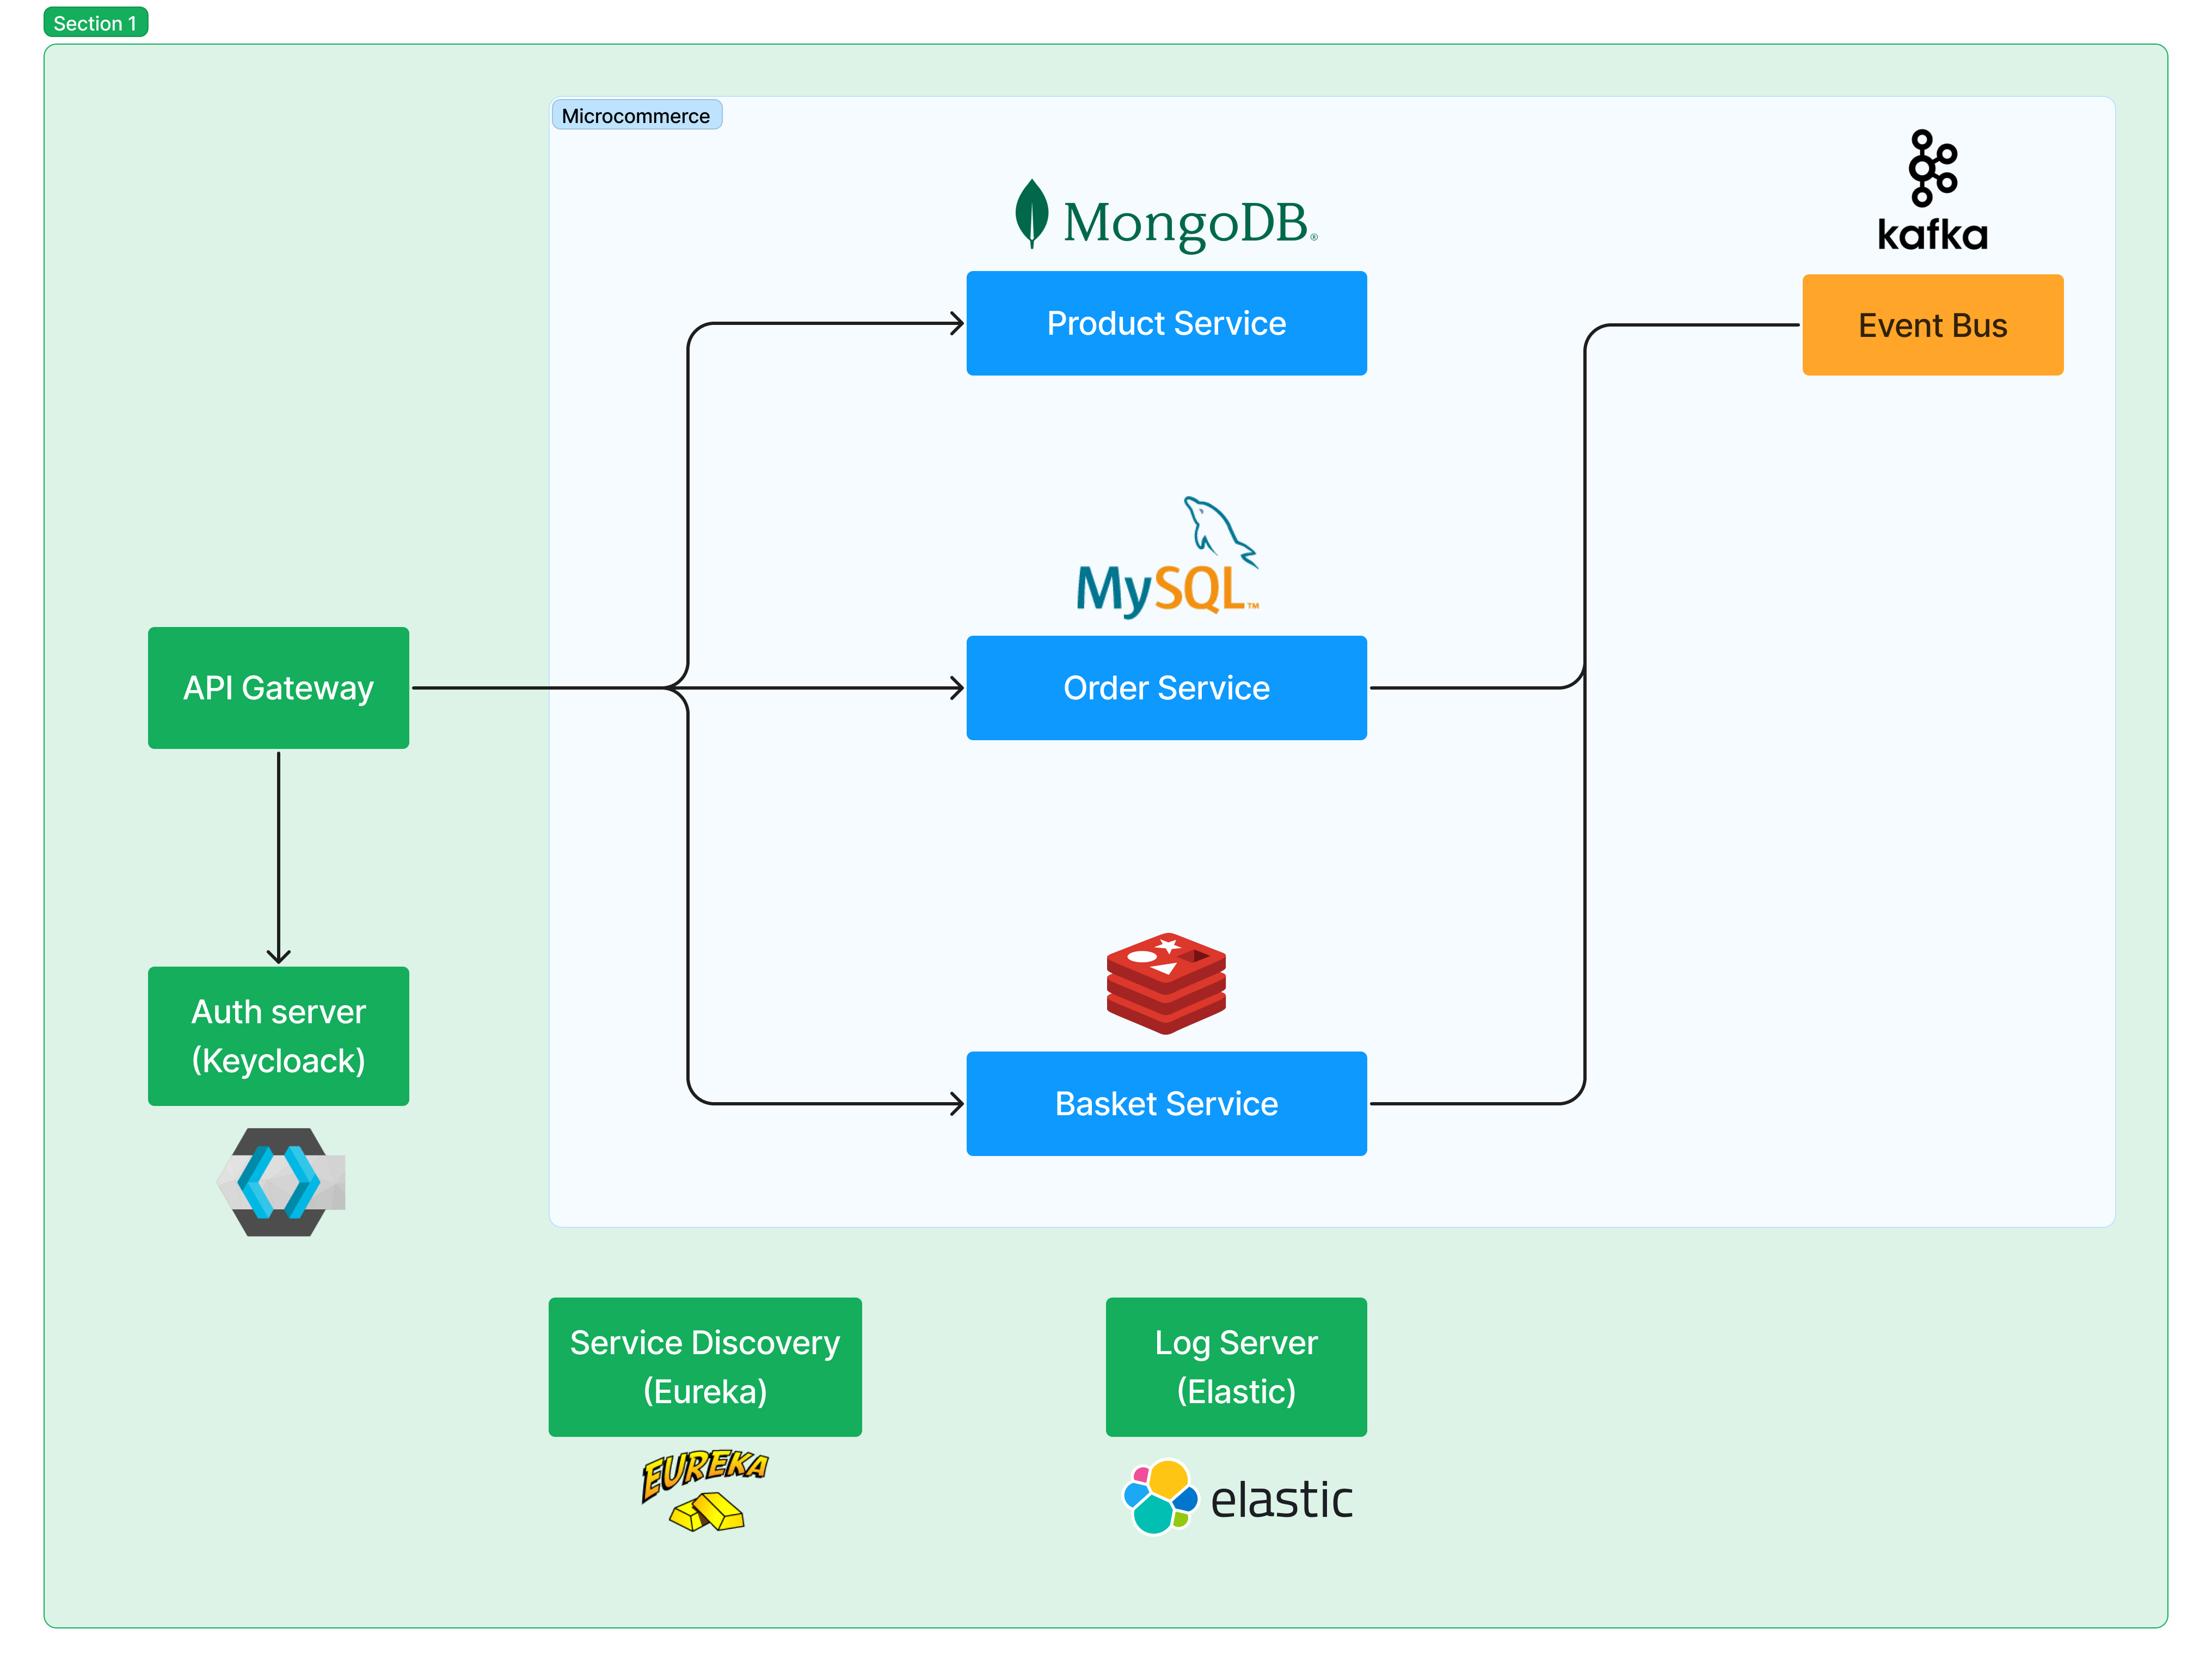 Section 1
Microcommerce
MongoDB®
kafka
Product Service
Event Bus
MySQL™
API Gateway
Order Service
Auth server
(Keycloack)
Basket Service
Service Discovery
(Eureka)
Log Server
(Elastic)
EUREKA
elastic